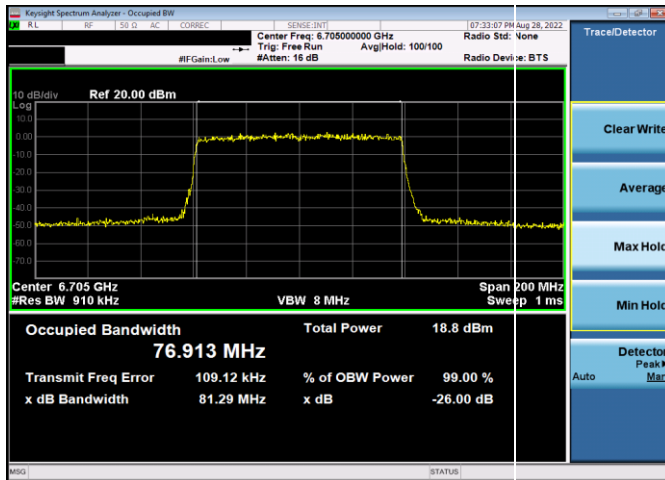 Keysight Spectrum Analyzer - Occupied BW
RL RF 50 Ω AC CORREC SENSE:INT 07:33:07 PM Aug 28, 2022
Center Freq: 6.705000000 GHz Radio Std: None
Trig: Free Run Avg|Hold: 100/100
#IFGain:Low #Atten: 16 dB Radio Device: BTS
Trace/Detector
10 dB/div Ref 20.00 dBm
Log
10.0
0.00
-10.0
-20.0
-30.0
-40.0
-50.0
-60.0
-70.0
Center 6.705 GHz Span 200 MHz
#Res BW 910 kHz VBW 8 MHz Sweep 1 ms
Occupied Bandwidth Total Power 18.8 dBm
76.913 MHz
Transmit Freq Error 109.12 kHz % of OBW Power 99.00 %
x dB Bandwidth 81.29 MHz x dB -26.00 dB
Clear Write
Average
Max Hold
Min Hold
Detector
Peak
Auto Man
MSG STATUS